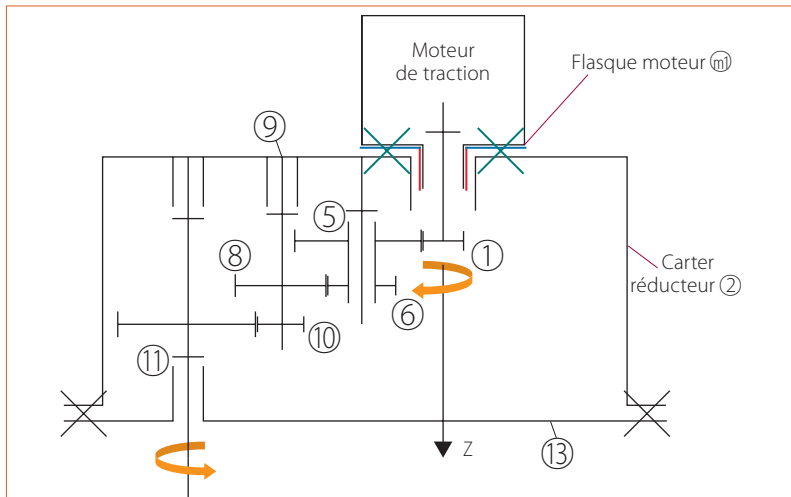 Moteur
de traction
Flasque moteur m1
9
5
8
1
Carter
réducteur 2
6
10
11
Z
13